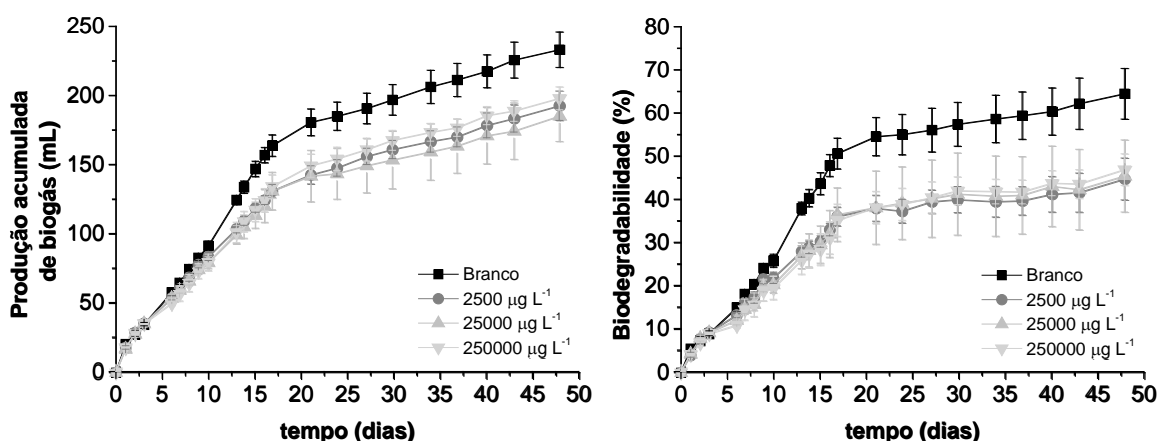 Produção acumulada
de biogás (mL)
250
200
150
100
50
0
0 5 10 15 20 25 30 35 40 45 50
tempo (dias)
Branco
2500 µg L⁻¹
25000 µg L⁻¹
250000 µg L⁻¹
Biodegradabilidade (%)
80
70
60
50
40
30
20
10
0
0 5 10 15 20 25 30 35 40 45 50
tempo (dias)
Branco
2500 µg L⁻¹
25000 µg L⁻¹
250000 µg L⁻¹